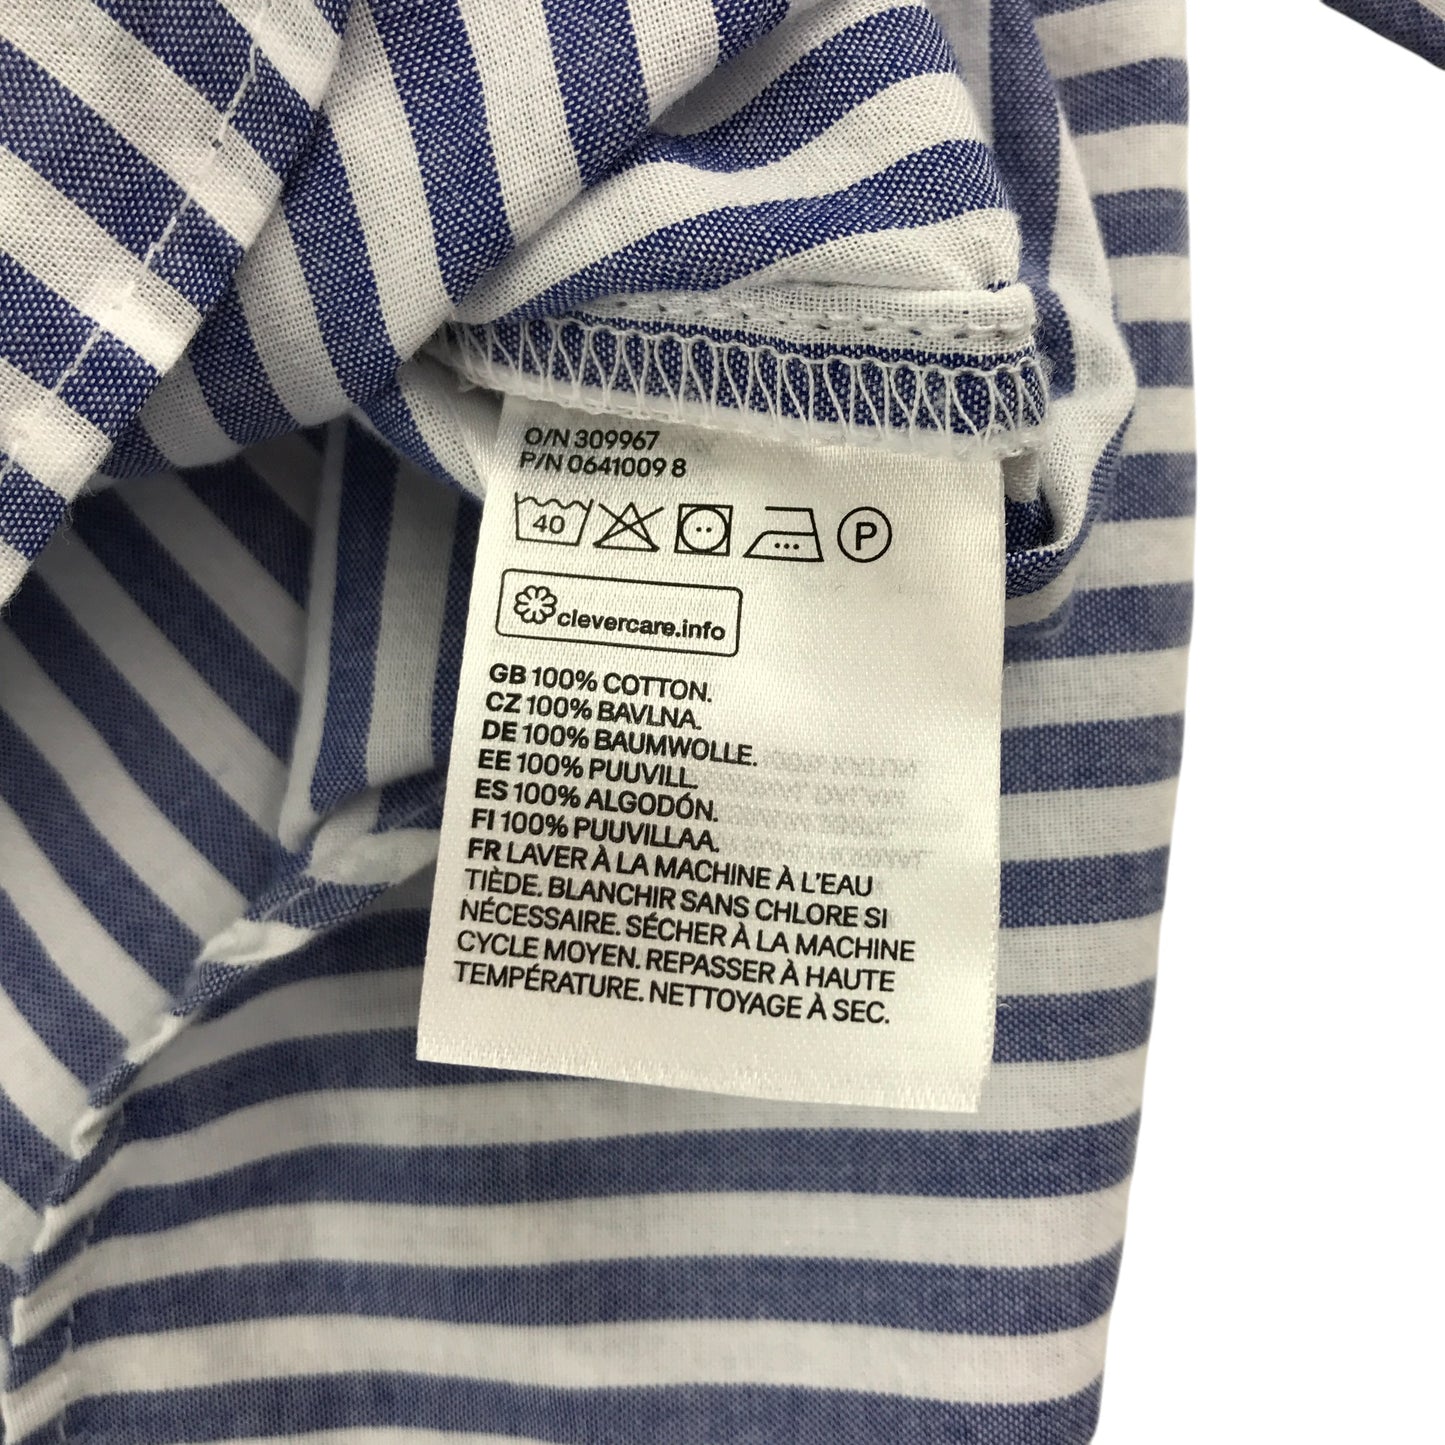 O/N 309967
P/N 0641009 8
40 P
clevercare.info
GB 100% COTTON.
CZ 100% BAVLNA.
DE 100% BAUMWOLLE.
EE 100% PUUVILL.
ES 100% ALGODÓN.
FI 100% PUUVILLAA.
FR LAVER À LA MACHINE À L'EAU
TIÈDE. BLANCHIR SANS CHLORE SI
NÉCESSAIRE. SÉCHER À LA MACHINE
CYCLE MOYEN. REPASSER À HAUTE
TEMPÉRATURE. NETTOYAGE À SEC.